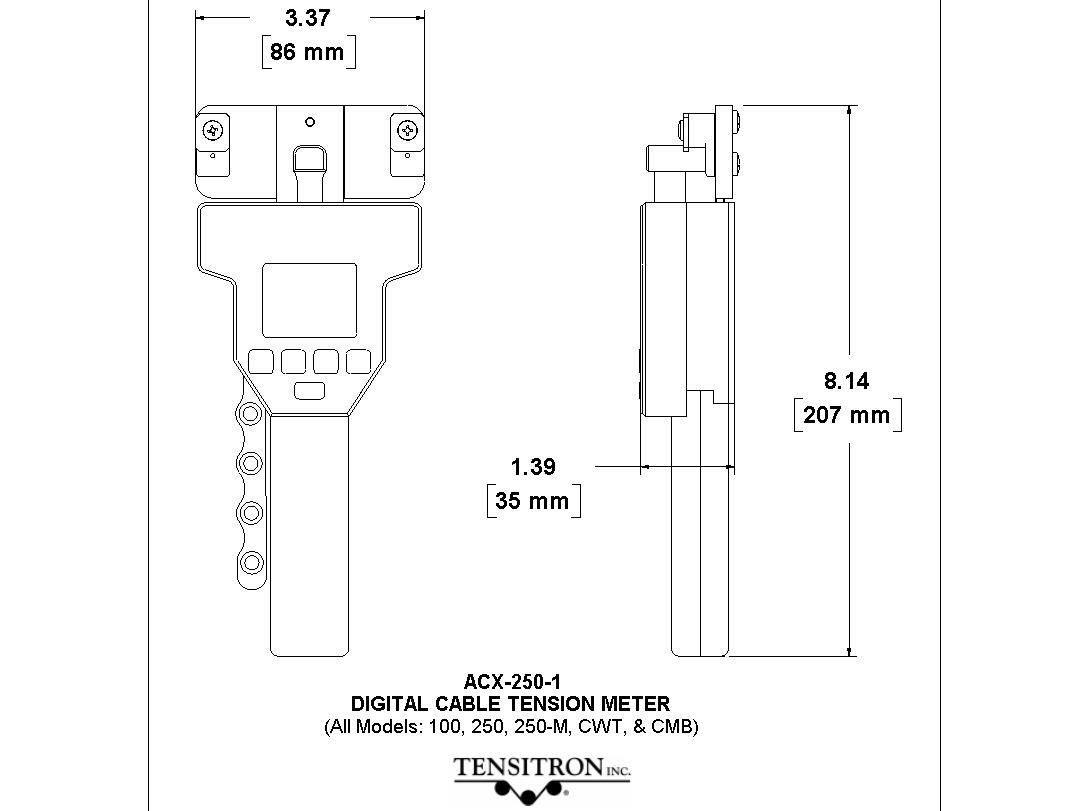 3.37
[86 mm]
8.14
[207 mm]
1.39
[35 mm]
ACX-250-1
DIGITAL CABLE TENSION METER
(All Models: 100, 250, 250-M, CWT, & CMB)
TENSITRON INC.
®